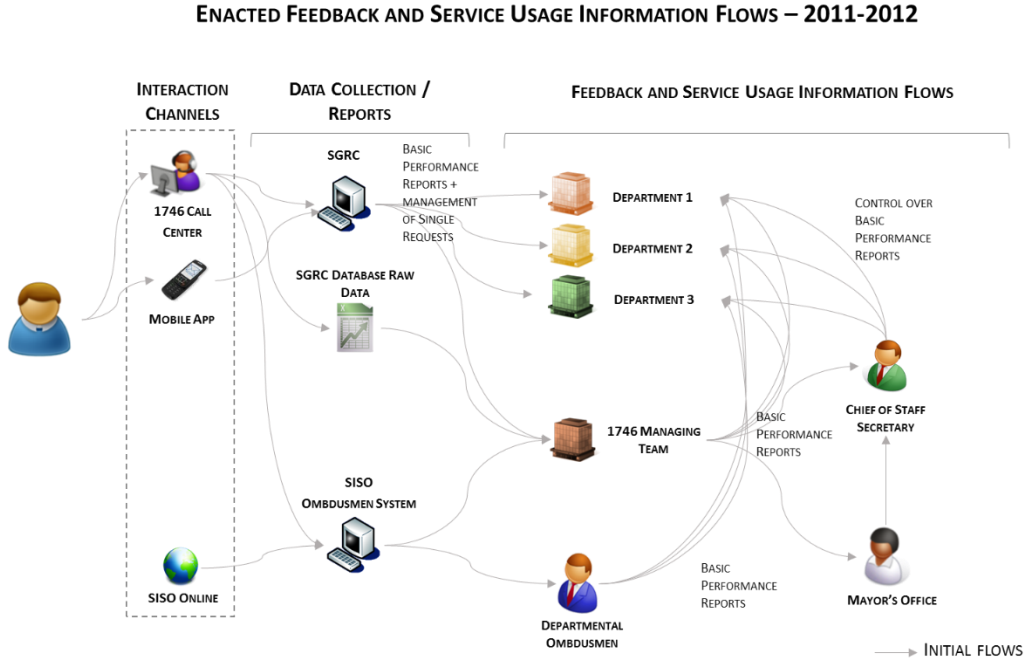 ENACTED FEEDBACK AND SERVICE USAGE INFORMATION FLOWS – 2011-2012
INTERACTION
CHANNELS
DATA COLLECTION /
REPORTS
FEEDBACK AND SERVICE USAGE INFORMATION FLOWS
1746 CALL
CENTER
MOBILE APP
SISO ONLINE
SGRC
BASIC
PERFORMANCE
REPORTS +
MANAGEMENT
OF SINGLE
REQUESTS
SGRC DATABASE RAW
DATA
SISO
OMBDUSMEN SYSTEM
DEPARTMENT 1
DEPARTMENT 2
DEPARTMENT 3
1746 MANAGING
TEAM
DEPARTMENTAL
OMBUDSMEN
CONTROL OVER
BASIC
PERFORMANCE
REPORTS
CHIEF OF STAFF
SECRETARY
BASIC
PERFORMANCE
REPORTS
BASIC
PERFORMANCE
REPORTS
MAYOR'S OFFICE
INITIAL FLOWS